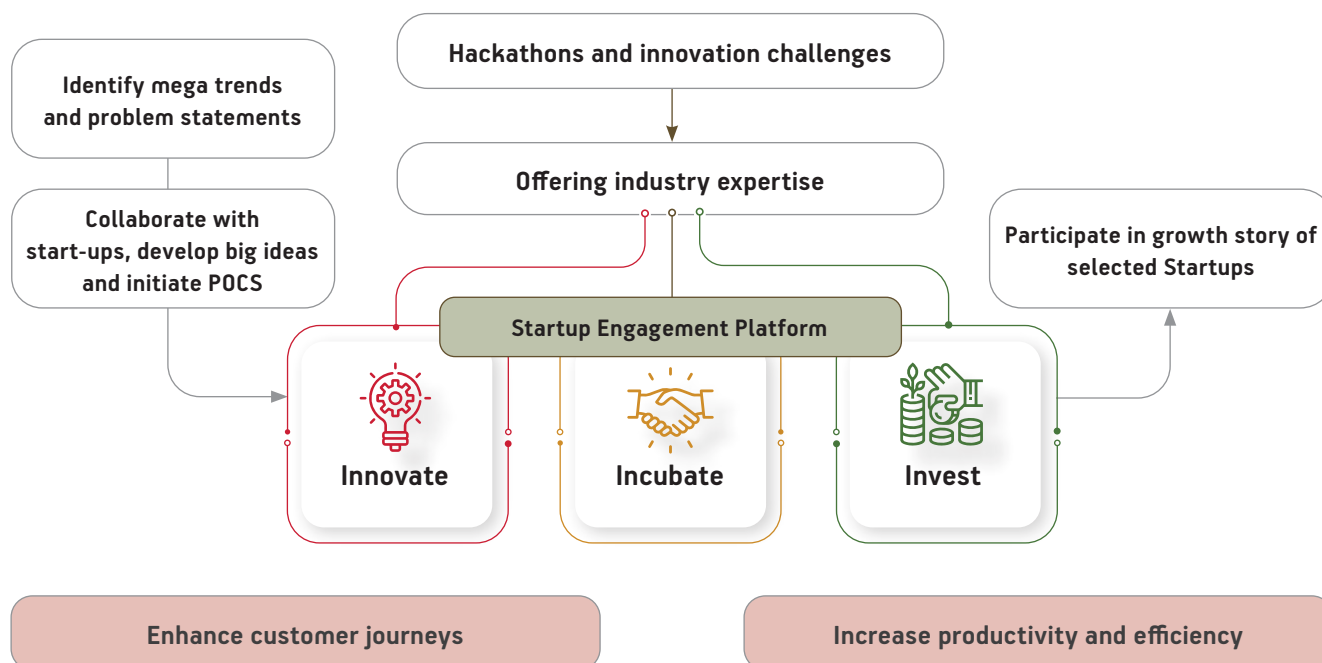 Hackathons and innovation challenges
Identify mega trends
and problem statements
Offering industry expertise
Collaborate with
start-ups, develop big ideas
and initiate POCS
Participate in growth story of
selected Startups
Startup Engagement Platform
Innovate
Incubate
Invest
Enhance customer journeys
Increase productivity and efficiency